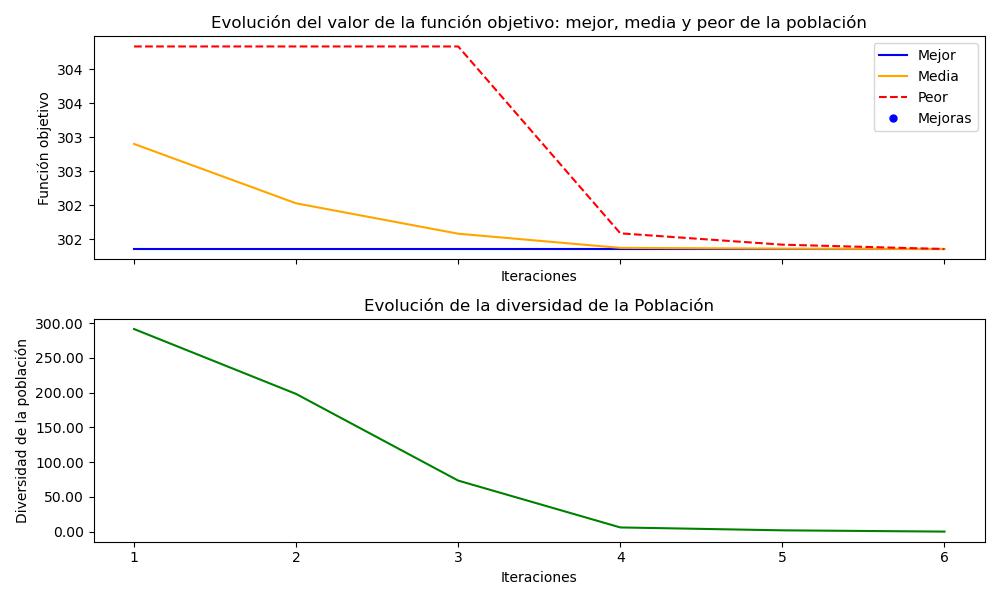 Evolución del valor de la función objetivo: mejor, media y peor de la población
Función objetivo
304
304
303
303
302
302
Mejor
Media
Peor
Mejoras
Iteraciones
Evolución de la diversidad de la Población
Diversidad de la población
300.00
250.00
200.00
150.00
100.00
50.00
0.00
1 2 3 4 5 6
Iteraciones